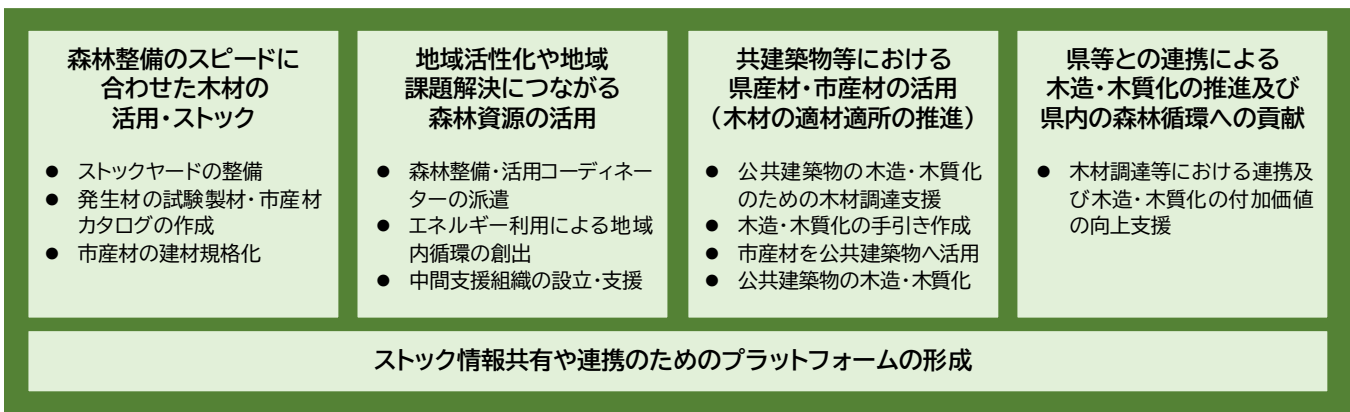 森林整備のスピードに
合わせた木材の
活用・ストック
● ストックヤードの整備
● 発生材の試験製材・市産材
カタログの作成
● 市産材の建材規格化
地域活性化や地域
課題解決につながる
森林資源の活用
● 森林整備・活用コーディネー
ターの派遣
● エネルギー利用による地域
内循環の創出
● 中間支援組織の設立・支援
共建築物等における
県産材・市産材の活用
（木材の適材適所の推進）
● 公共建築物の木造・木質化
のための木材調達支援
● 木造・木質化の手引き作成
● 市産材を公共建築物へ活用
● 公共建築物の木造・木質化
県等との連携による
木造・木質化の推進及び
県内の森林循環への貢献
● 木材調達等における連携及
び木造・木質化の付加価値
の向上支援
ストック情報共有や連携のためのプラットフォームの形成